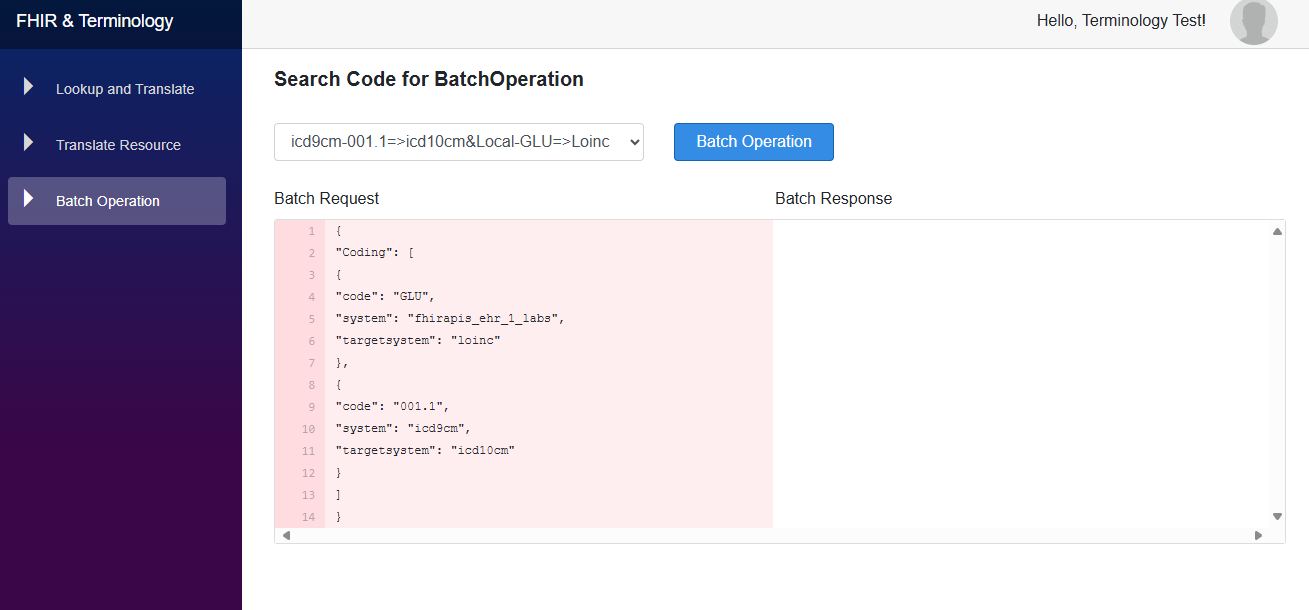 FHIR & Terminology
Hello, Terminology Test!
Lookup and Translate
Translate Resource
Batch Operation
Search Code for BatchOperation
icd9cm-001.1=>icd10cm&Local-GLU=>Loinc
Batch Operation
Batch Request
Batch Response
1 {
2 "Coding": [
3 {
4 "code": "GLU",
5 "system": "fhirapis_ehr_1_labs",
6 "targetsystem": "loinc"
7 },
8 {
9 "code": "001.1",
10 "system": "icd9cm",
11 "targetsystem": "icd10cm"
12 }
13 ]
14 }